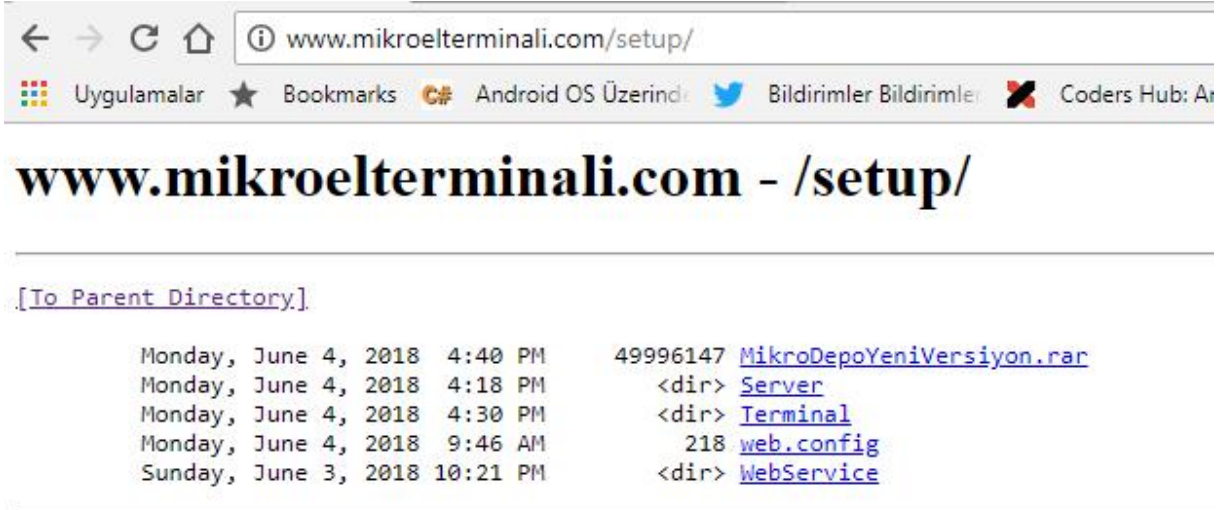 www.mikroelterminali.com/setup/
Uygulamalar Bookmarks C# Android OS Üzerind Bildirimler Bildirimle Coders Hub: Ar
www.mikroelterminali.com - /setup/
[To Parent Directory]
Monday, June 4, 2018 4:40 PM 49996147 MikroDepoYeniVersiyon.rar
Monday, June 4, 2018 4:18 PM <dir> Server
Monday, June 4, 2018 4:30 PM <dir> Terminal
Monday, June 4, 2018 9:46 AM 218 web.config
Sunday, June 3, 2018 10:21 PM <dir> WebService